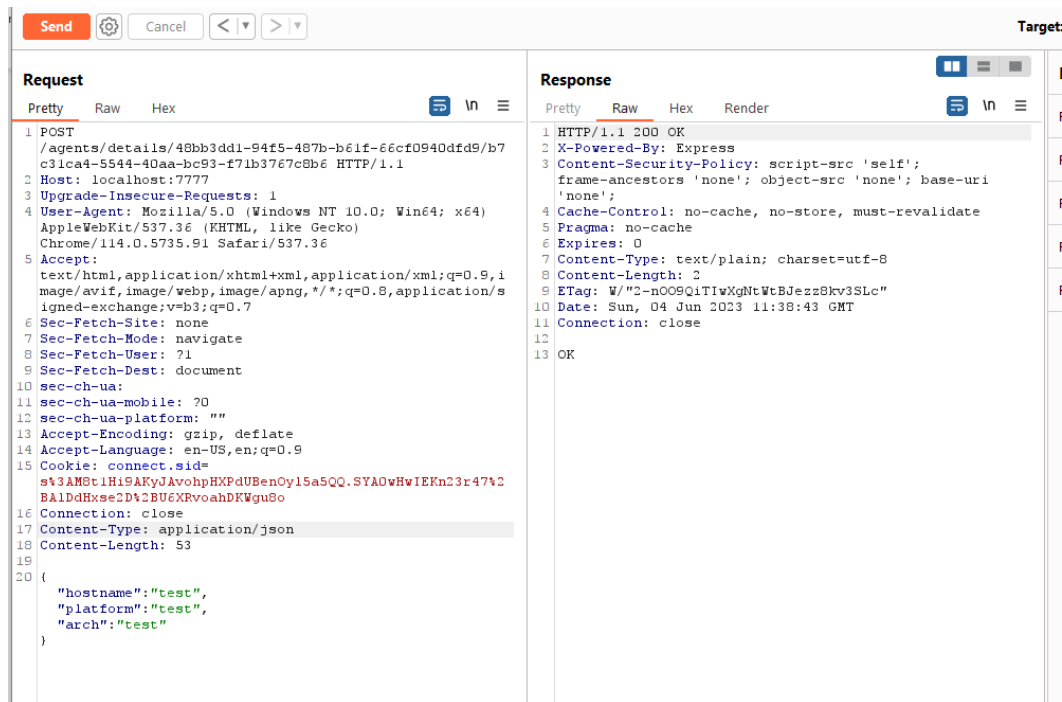 Send Cancel < >
Target:
Request
Pretty Raw Hex \n
1 POST
/agents/details/48bb3dd1-94f5-487b-b61f-66cf0940dfd9/b7
c31ca4-5544-40aa-bc93-f71b3767c8b6 HTTP/1.1
2 Host: localhost:7777
3 Upgrade-Insecure-Requests: 1
4 User-Agent: Mozilla/5.0 (Windows NT 10.0; Win64; x64)
AppleWebKit/537.36 (KHTML, like Gecko)
Chrome/114.0.5735.91 Safari/537.36
5 Accept:
text/html,application/xhtml+xml,application/xml;q=0.9,i
mage/avif,image/webp,image/apng,*/*;q=0.8,application/s
igned-exchange;v=b3;q=0.7
6 Sec-Fetch-Site: none
7 Sec-Fetch-Mode: navigate
8 Sec-Fetch-User: ?1
9 Sec-Fetch-Dest: document
10 sec-ch-ua:
11 sec-ch-ua-mobile: ?0
12 sec-ch-ua-platform: ""
13 Accept-Encoding: gzip, deflate
14 Accept-Language: en-US,en;q=0.9
15 Cookie: connect.sid=
s%3AM8t1Hi9AKyJAvohpHXPdUBenOyl5a5QQ.SYA0wHwIEKn23r47%2
BA1DdHxse2D%2BU6XRvoahDKWgu8o
16 Connection: close
17 Content-Type: application/json
18 Content-Length: 53
19
20 {
"hostname":"test",
"platform":"test",
"arch":"test"
}
Response
Pretty Raw Hex Render \n
1 HTTP/1.1 200 OK
2 X-Powered-By: Express
3 Content-Security-Policy: script-src 'self';
frame-ancestors 'none'; object-src 'none'; base-uri
'none';
4 Cache-Control: no-cache, no-store, must-revalidate
5 Pragma: no-cache
6 Expires: 0
7 Content-Type: text/plain; charset=utf-8
8 Content-Length: 2
9 ETag: W/"2-nOO9QiTIwXgNtWtBJezz8kv3SLc"
10 Date: Sun, 04 Jun 2023 11:38:43 GMT
11 Connection: close
12
13 OK